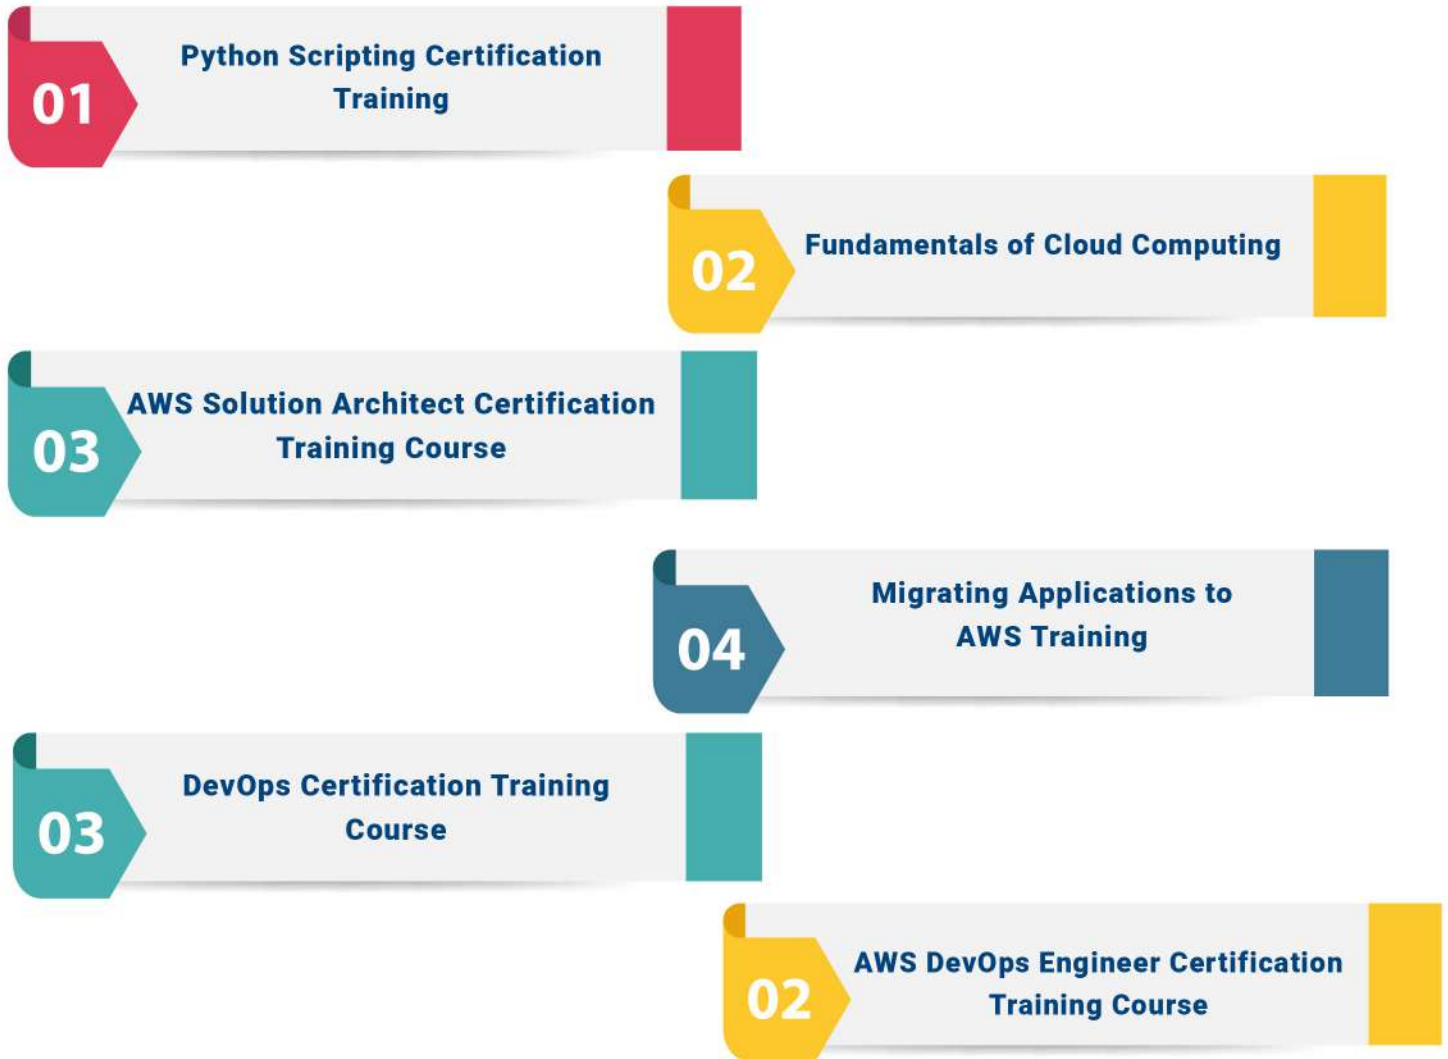 01
Python Scripting Certification
Training
02
Fundamentals of Cloud Computing
03
AWS Solution Architect Certification
Training Course
04
Migrating Applications to
AWS Training
03
DevOps Certification Training
Course
02
AWS DevOps Engineer Certification
Training Course